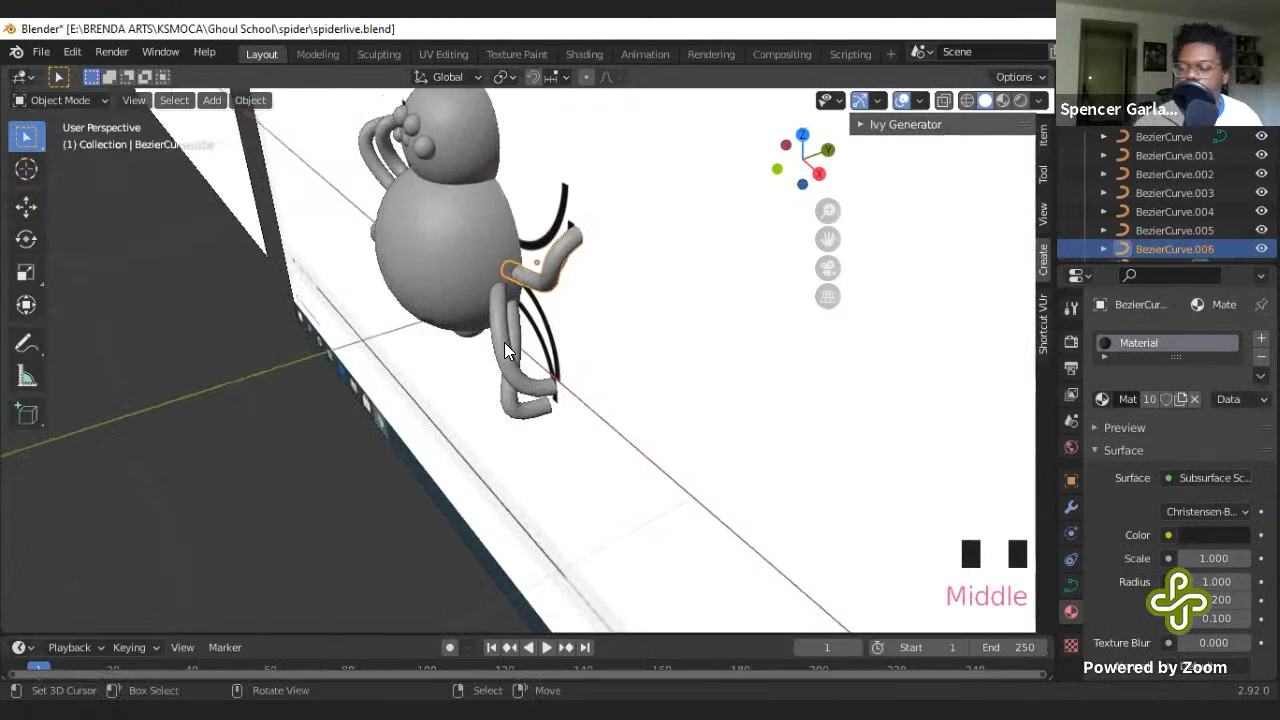 Blender* [E:\BRENDA ARTS\KSMOCA\Ghoul School\spider\spiderlive.blend]
File Edit Render Window Help
Layout Modeling Sculpting UV Editing Texture Paint Shading Animation Rendering Compositing Scripting + Scene
Global Options
Object Mode View Select Add Object
Spencer Garla...
User Perspective
(1) Collection | BezierCurve
Ivy Generator
Item
Tool
View
Create
Shortcut VUr
X
Y
Z
BezierCurve
BezierCurve.001
BezierCurve.002
BezierCurve.003
BezierCurve.004
BezierCurve.005
BezierCurve.006
BezierCur... Mate
Material
Mat 10 Data
Preview
Surface
Surface Subsurface Sc...
Christensen-B...
Color
Scale 1.000
Radius 1.000
200
0.100
Texture Blur 0.000
Middle
Powered by Zoom
Playback Keying View Marker 1 Start 1 End 250
1
Set 3D Cursor Box Select Rotate View Select Move 2.92.0